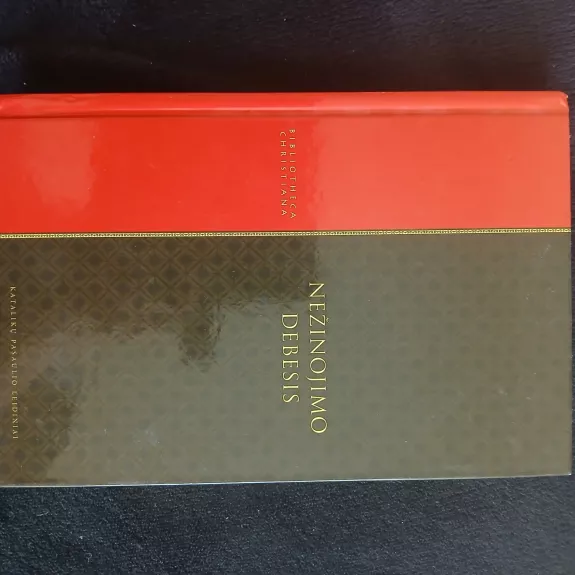 BIBLIOTHECA
CHRISTIANA
NEŽINOJIMO
DEBESIS
KATALIKŲ PASAULIO LEIDINIAI